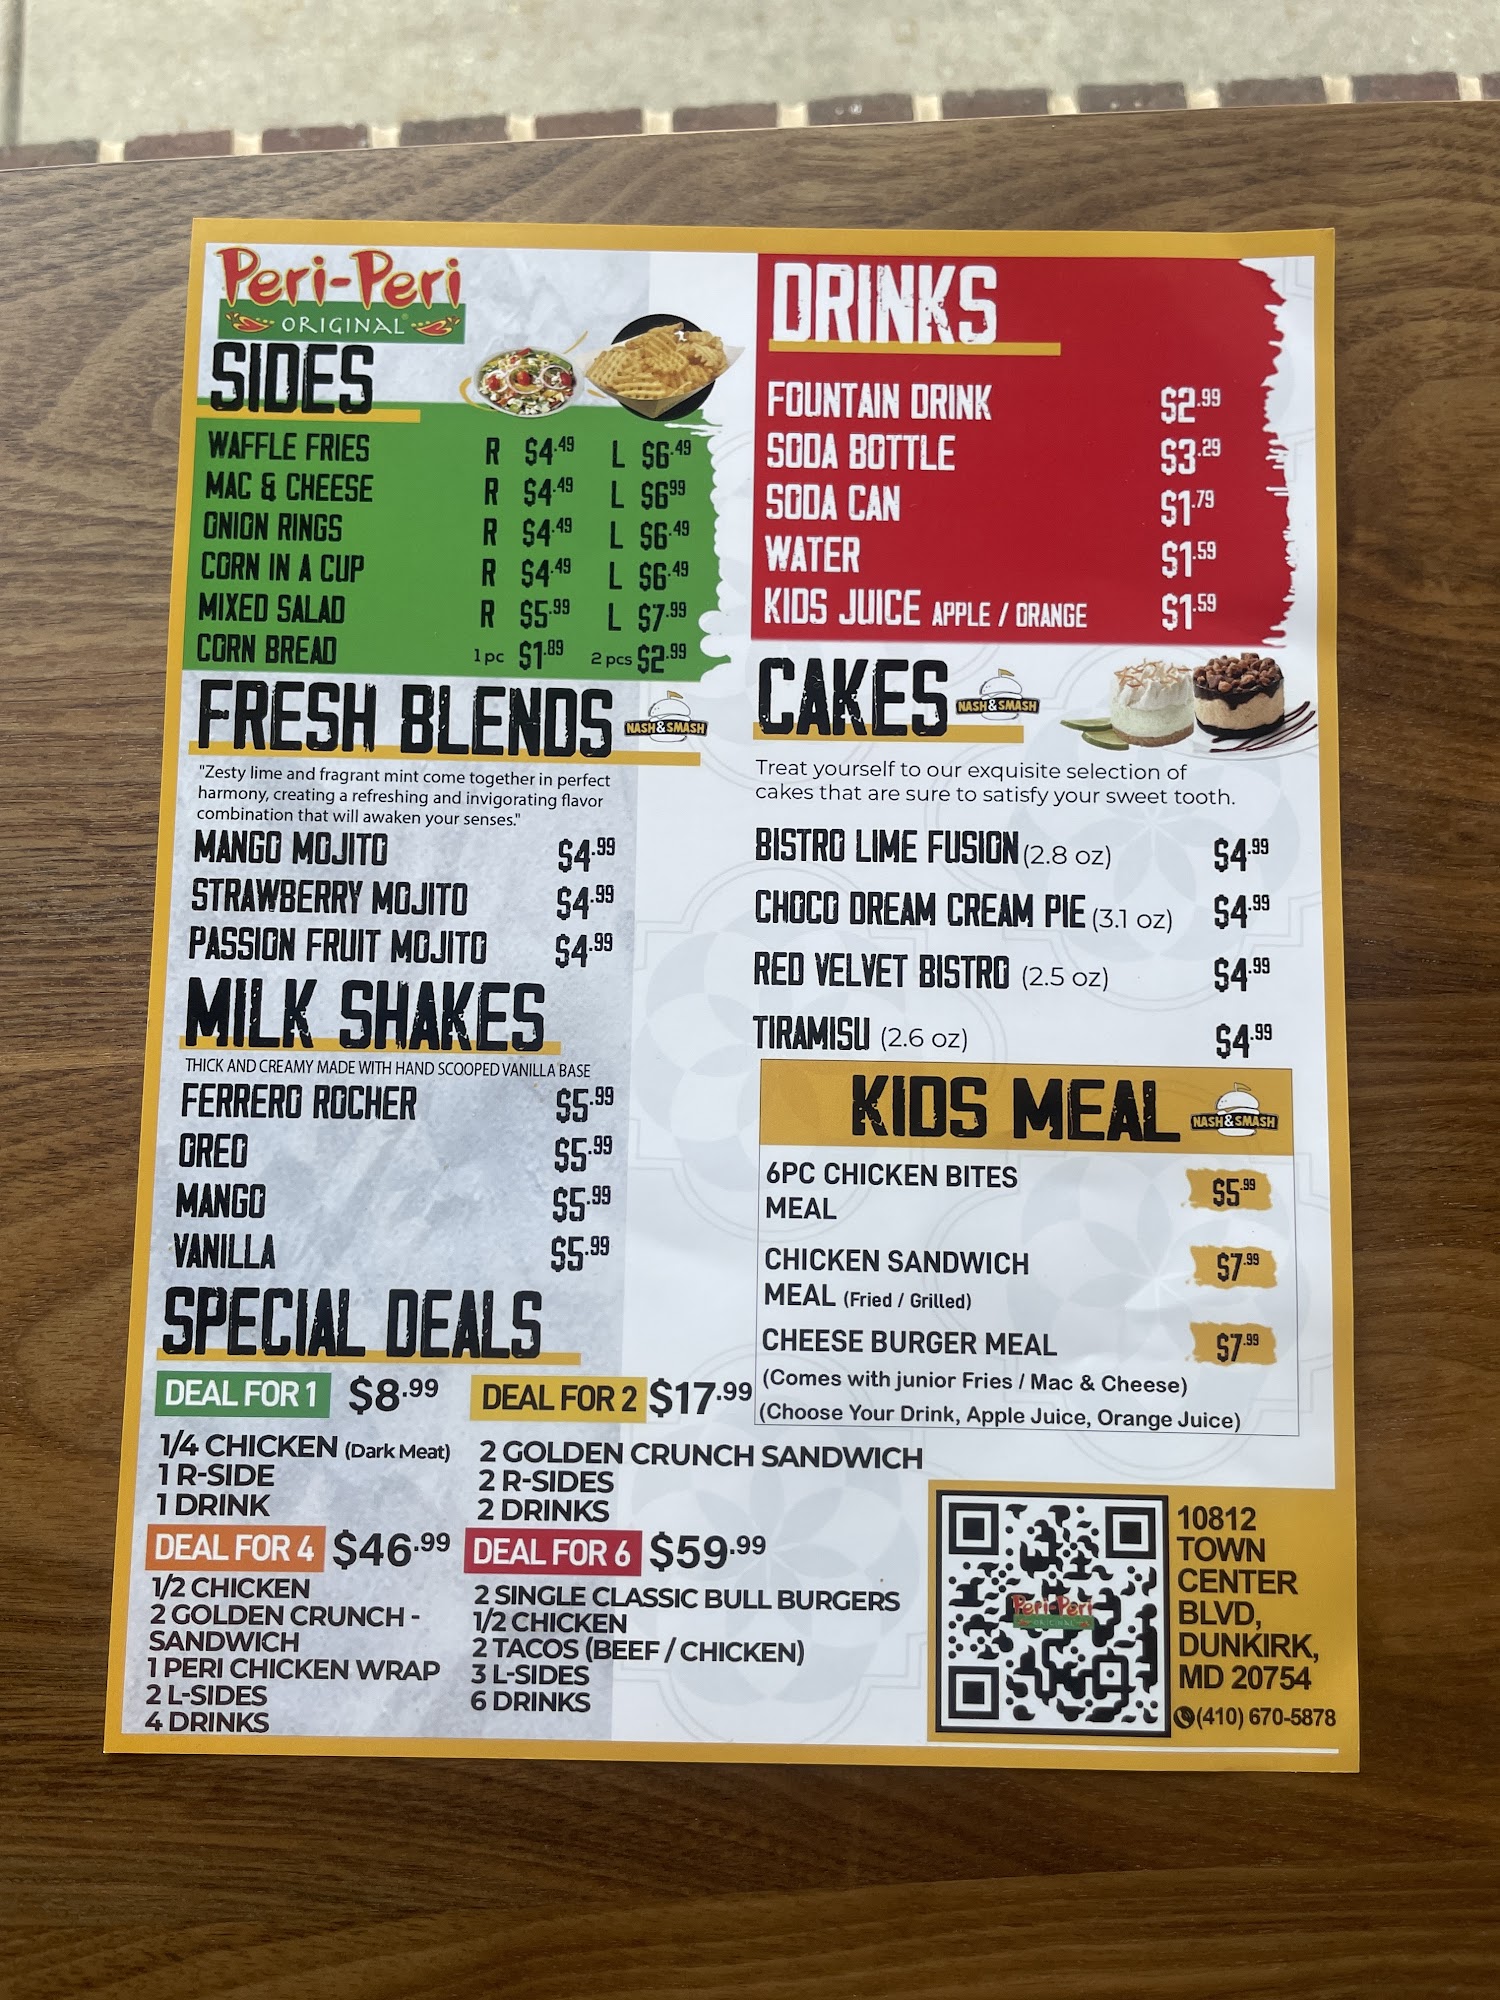 Peri-Peri
ORIGINAL
SIDES
WAFFLE FRIES R $4.49 L $6.49
MAC & CHEESE R $4.49 L $6.99
ONION RINGS R $4.49 L $6.49
CORN IN A CUP R $4.49 L $6.49
MIXED SALAD R $5.99 L $7.99
CORN BREAD 1 pc $1.89 2 pcs $2.99
FRESH BLENDS
NASH&SMASH
"Zesty lime and fragrant mint come together in perfect
harmony, creating a refreshing and invigorating flavor
combination that will awaken your senses."
MANGO MOJITO $4.99
STRAWBERRY MOJITO $4.99
PASSION FRUIT MOJITO $4.99
MILK SHAKES
THICK AND CREAMY MADE WITH HAND SCOOPED VANILLA BASE
FERRERO ROCHER $5.99
OREO $5.99
MANGO $5.99
VANILLA $5.99
DRINKS
FOUNTAIN DRINK $2.99
SODA BOTTLE $3.29
SODA CAN $1.79
WATER $1.59
KIDS JUICE APPLE / ORANGE $1.59
CAKES
NASH&SMASH
Treat yourself to our exquisite selection of
cakes that are sure to satisfy your sweet tooth.
BISTRO LIME FUSION (2.8 oz) $4.99
CHOCO DREAM CREAM PIE (3.1 oz) $4.99
RED VELVET BISTRO (2.5 oz) $4.99
TIRAMISU (2.6 oz) $4.99
KIDS MEAL
NASH&SMASH
6PC CHICKEN BITES $5.99
MEAL
CHICKEN SANDWICH $7.99
MEAL (Fried / Grilled)
CHEESE BURGER MEAL $7.99
(Comes with junior Fries / Mac & Cheese)
(Choose Your Drink, Apple Juice, Orange Juice)
SPECIAL DEALS
DEAL FOR 1 $8.99
1/4 CHICKEN (Dark Meat)
1 R-SIDE
1 DRINK
DEAL FOR 2 $17.99
2 GOLDEN CRUNCH SANDWICH
2 R-SIDES
2 DRINKS
DEAL FOR 4 $46.99
1/2 CHICKEN
2 GOLDEN CRUNCH -
SANDWICH
1 PERI CHICKEN WRAP
2 L-SIDES
4 DRINKS
DEAL FOR 6 $59.99
2 SINGLE CLASSIC BULL BURGERS
1/2 CHICKEN
2 TACOS (BEEF / CHICKEN)
3 L-SIDES
6 DRINKS
Peri-Peri
ORIGINAL
10812
TOWN
CENTER
BLVD,
DUNKIRK,
MD 20754
(410) 670-5878